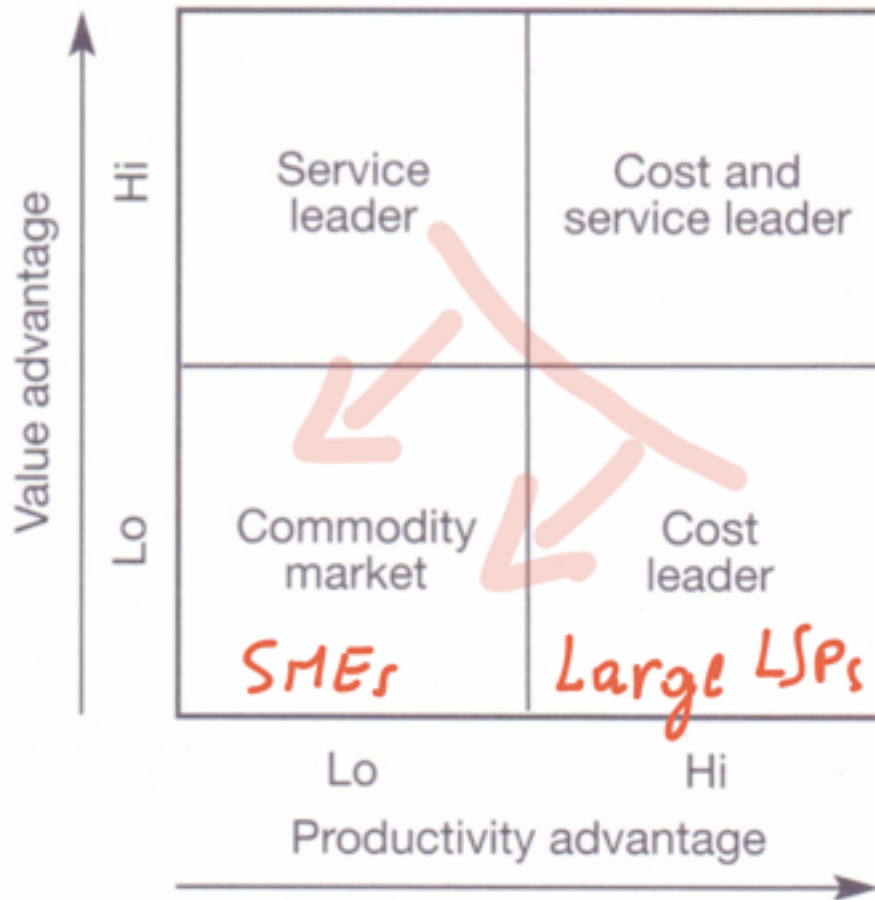 Value advantage
Hi
Lo
Service
leader
Cost and
service leader
Commodity
market
Cost
leader
SMEs
Large LSPs
Lo
Hi
Productivity advantage